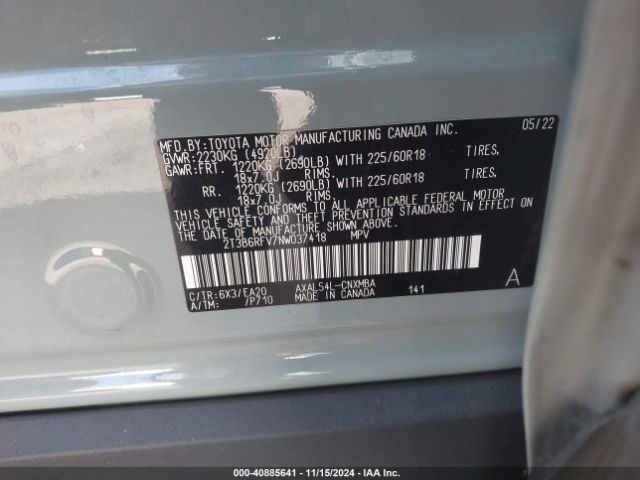 MFD.BY:TOYOTA MOTOR MANUFACTURING CANADA INC. 05/22
GVWR:2230KG (4920LB)
GAWR:FRT. 1220KG (2690LB) WITH 225/60R18 TIRES,
18x7.0J RIMS.
RR. 1220KG (2690LB) WITH 225/60R18 TIRES,
18x7.0J RIMS.
THIS VEHICLE CONFORMS TO ALL APPLICABLE FEDERAL MOTOR
VEHICLE SAFETY AND THEFT PREVENTION STANDARDS IN EFFECT ON
THE DATE OF MANUFACTURE SHOWN ABOVE.
2T3B6RFV7NW037418 MPV
C/TR:6X3/EA20 AXAL54L-CNXMBA 141 A
A/TM: /P710 MADE IN CANADA
000-40885641 - 11/15/2024 - IAA Inc.